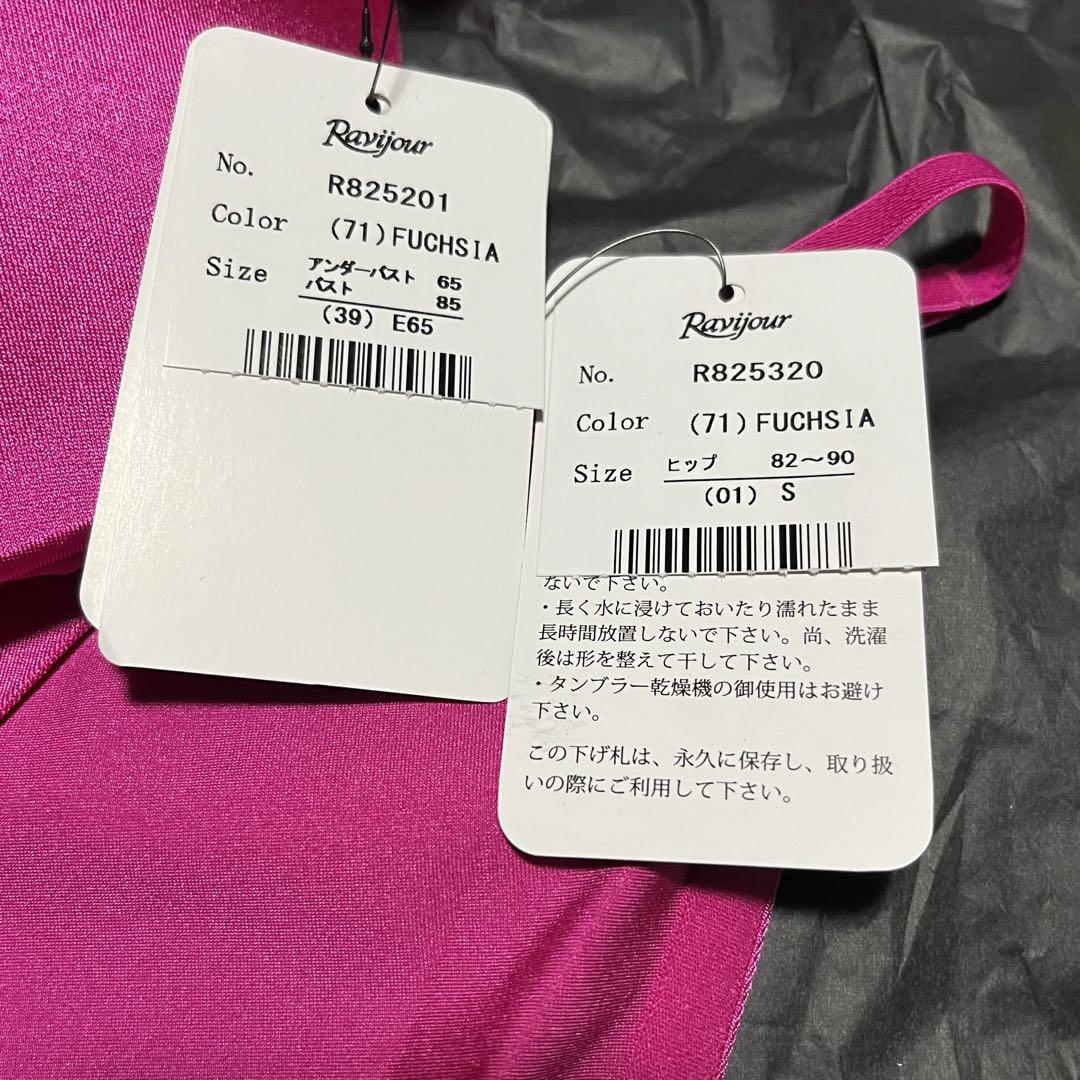 Ravijour
No. R825201
Color (71)FUCHSIA
Size アンダーバスト 65
バスト 85
(39) E65
Ravijour
No. R825320
Color (71)FUCHSIA
Size ヒップ 82〜90
(01) S
ないで下さい。
・長く水に浸けておいたり濡れたまま
長時間放置しないで下さい。尚、洗濯
後は形を整えて干して下さい。
・タンブラー乾燥機の御使用はお避け
下さい。
この下げ札は、永久に保存し、取り扱
いの際にご利用して下さい。